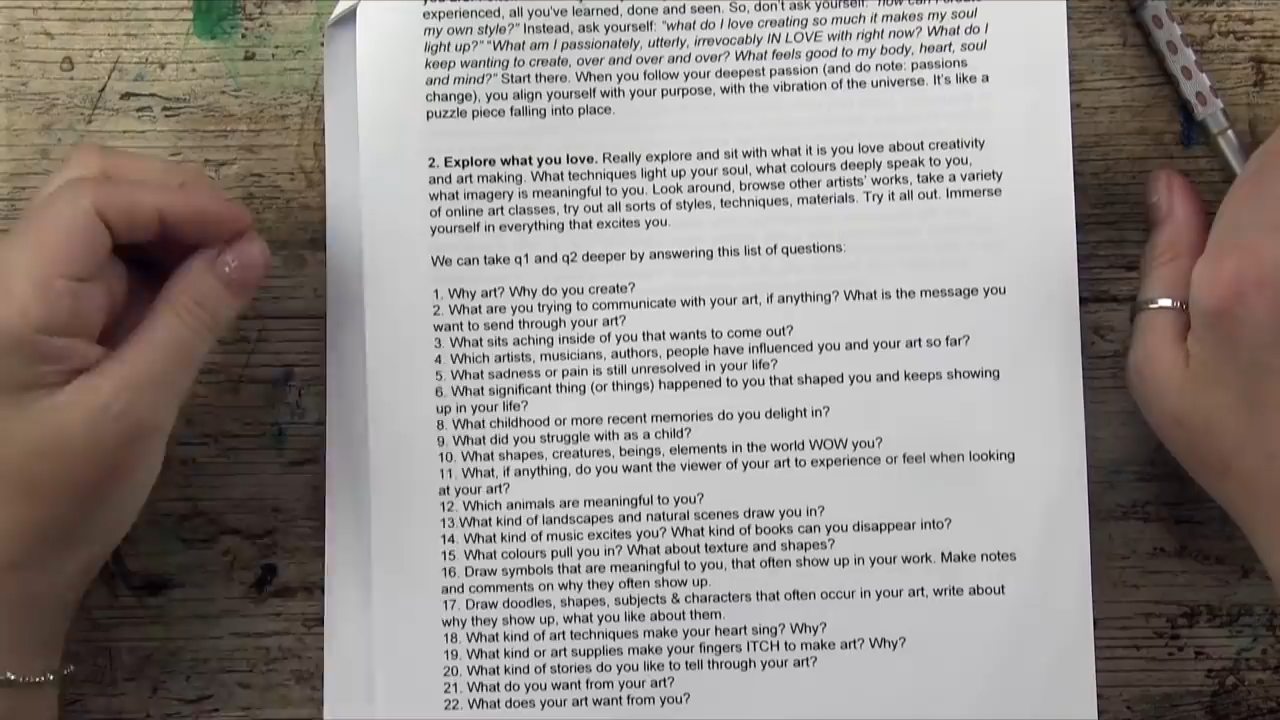 experienced, all you've learned, done and seen. So, don't ask yourself: "how can I
my own style?" Instead, ask yourself: "what do I love creating so much it makes my soul
light up?" "What am I passionately, utterly, irrevocably IN LOVE with right now? What do I
keep wanting to create, over and over and over? What feels good to my body, heart, soul
and mind?" Start there. When you follow your deepest passion (and do note: passions
change), you align yourself with your purpose, with the vibration of the universe. It's like a
puzzle piece falling into place.
2. Explore what you love. Really explore and sit with what it is you love about creativity
and art making. What techniques light up your soul, what colours deeply speak to you,
what imagery is meaningful to you. Look around, browse other artists' works, take a variety
of online art classes, try out all sorts of styles, techniques, materials. Try it all out. Immerse
yourself in everything that excites you.
We can take q1 and q2 deeper by answering this list of questions:
1. Why art? Why do you create?
2. What are you trying to communicate with your art, if anything? What is the message you
want to send through your art?
3. What sits aching inside of you that wants to come out?
4. Which artists, musicians, authors, people have influenced you and your art so far?
5. What sadness or pain is still unresolved in your life?
6. What significant thing (or things) happened to you that shaped you and keeps showing
up in your life?
8. What childhood or more recent memories do you delight in?
9. What did you struggle with as a child?
10. What shapes, creatures, beings, elements in the world WOW you?
11. What, if anything, do you want the viewer of your art to experience or feel when looking
at your art?
12. Which animals are meaningful to you?
13.What kind of landscapes and natural scenes draw you in?
14. What kind of music excites you? What kind of books can you disappear into?
15. What colours pull you in? What about texture and shapes?
16. Draw symbols that are meaningful to you, that often show up in your work. Make notes
and comments on why they often show up.
17. Draw doodles, shapes, subjects & characters that often occur in your art, write about
why they show up, what you like about them.
18. What kind of art techniques make your heart sing? Why?
19. What kind or art supplies make your fingers ITCH to make art? Why?
20. What kind of stories do you like to tell through your art?
21. What do you want from your art?
22. What does your art want from you?